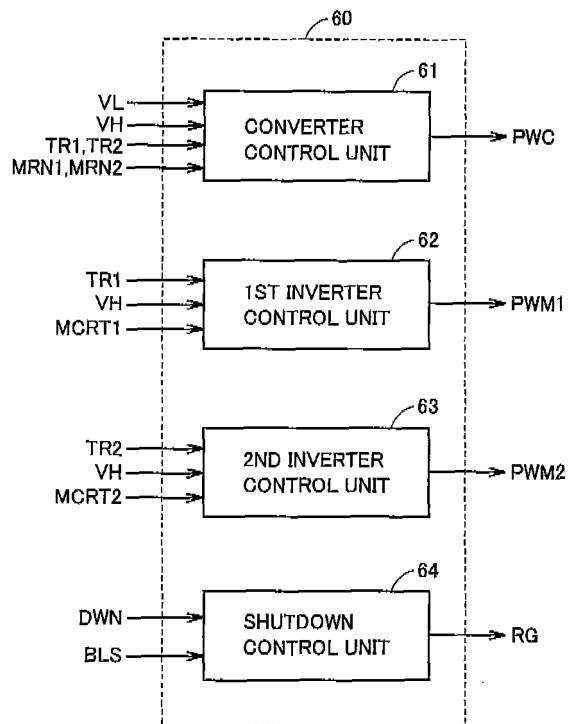 60
61
VL
VH
TR1,TR2
MRN1,MRN2
CONVERTER
CONTROL UNIT
PWC
62
TR1
VH
MCRT1
1ST INVERTER
CONTROL UNIT
PWM1
63
TR2
VH
MCRT2
2ND INVERTER
CONTROL UNIT
PWM2
64
DWN
BLS
SHUTDOWN
CONTROL UNIT
RG